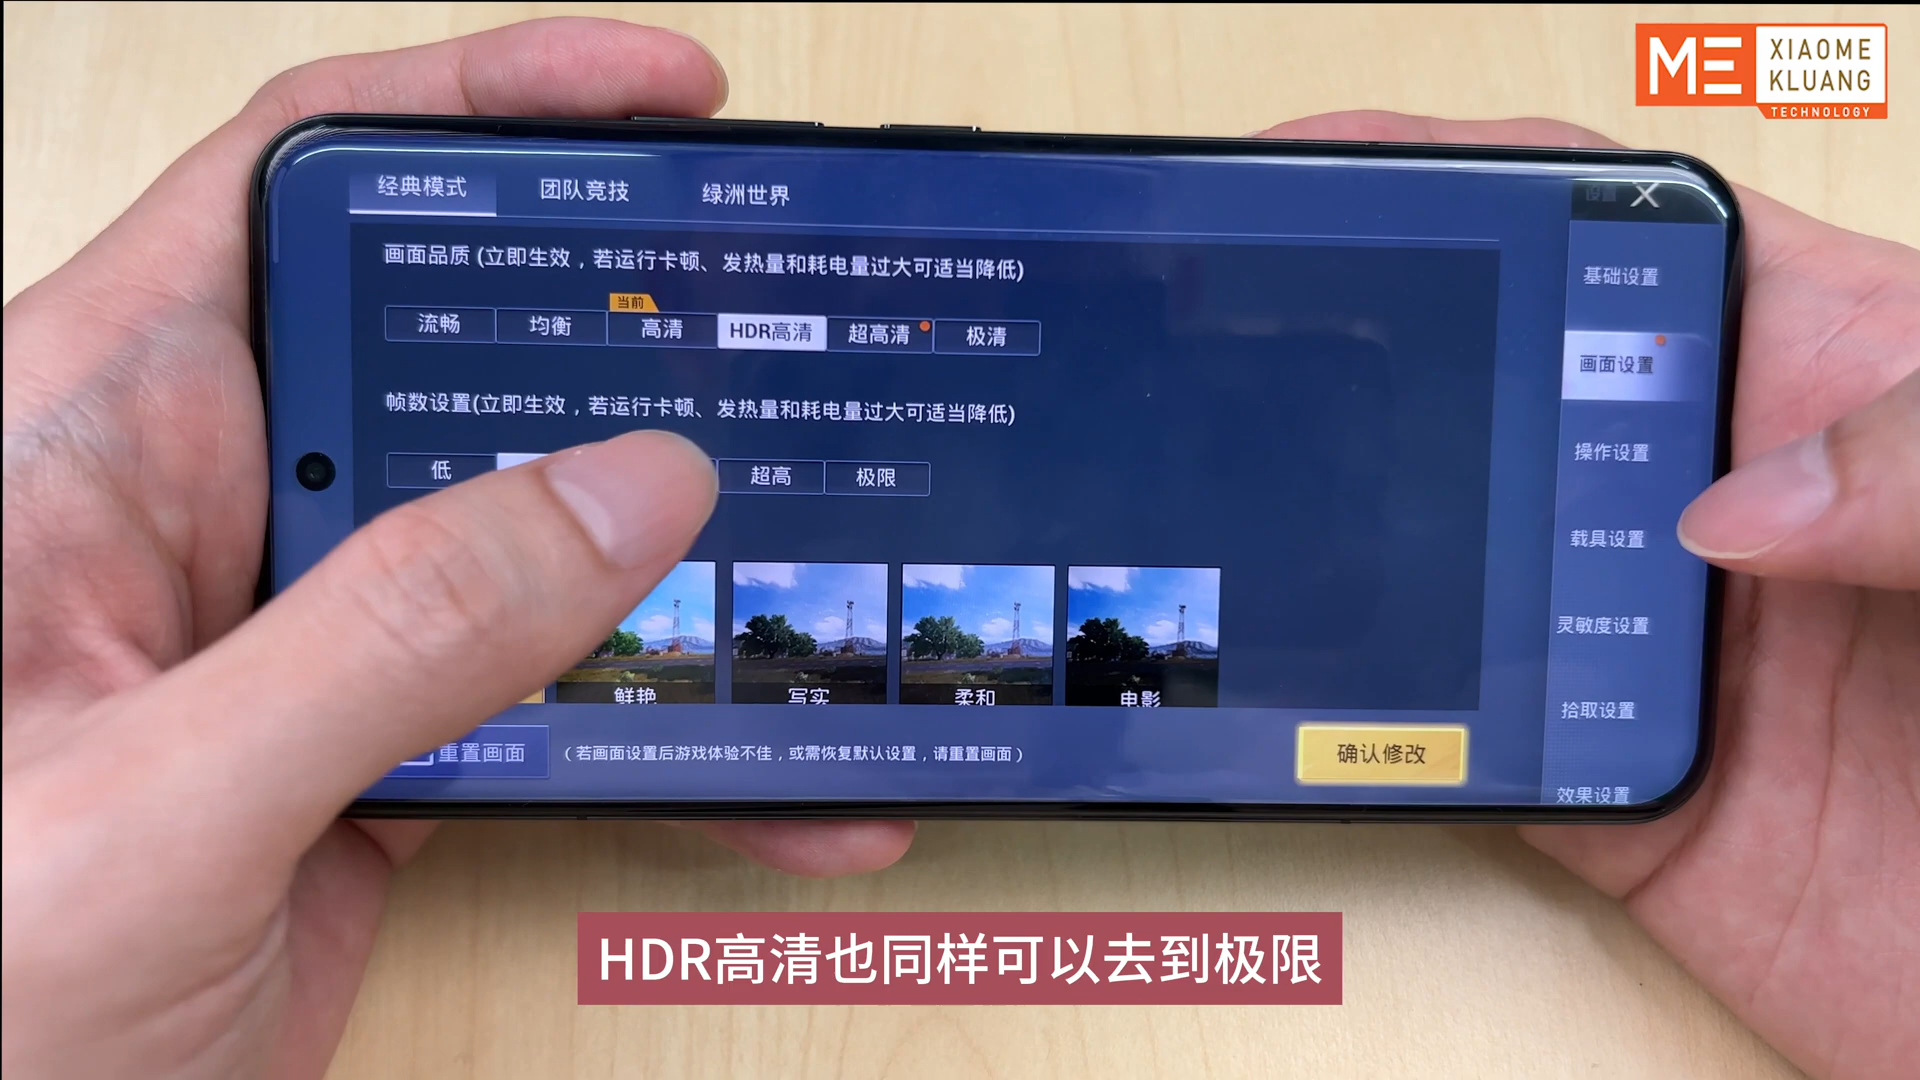 ME XIAOME
KLUANG
TECHNOLOGY
经典模式 团队竞技 绿洲世界
画面品质 (立即生效，若运行卡顿、发热量和耗电量过大可适当降低)
当前
流畅 均衡 高清 HDR高清 超高清 极清
帧数设置(立即生效，若运行卡顿、发热量和耗电量过大可适当降低)
低 超高 极限
鲜艳 写实 柔和 电影
重置画面 （若画面设置后游戏体验不佳，或需恢复默认设置，请重置画面） 确认修改
基础设置
画面设置
操作设置
载具设置
灵敏度设置
拾取设置
效果设置
HDR高清也同样可以去到极限